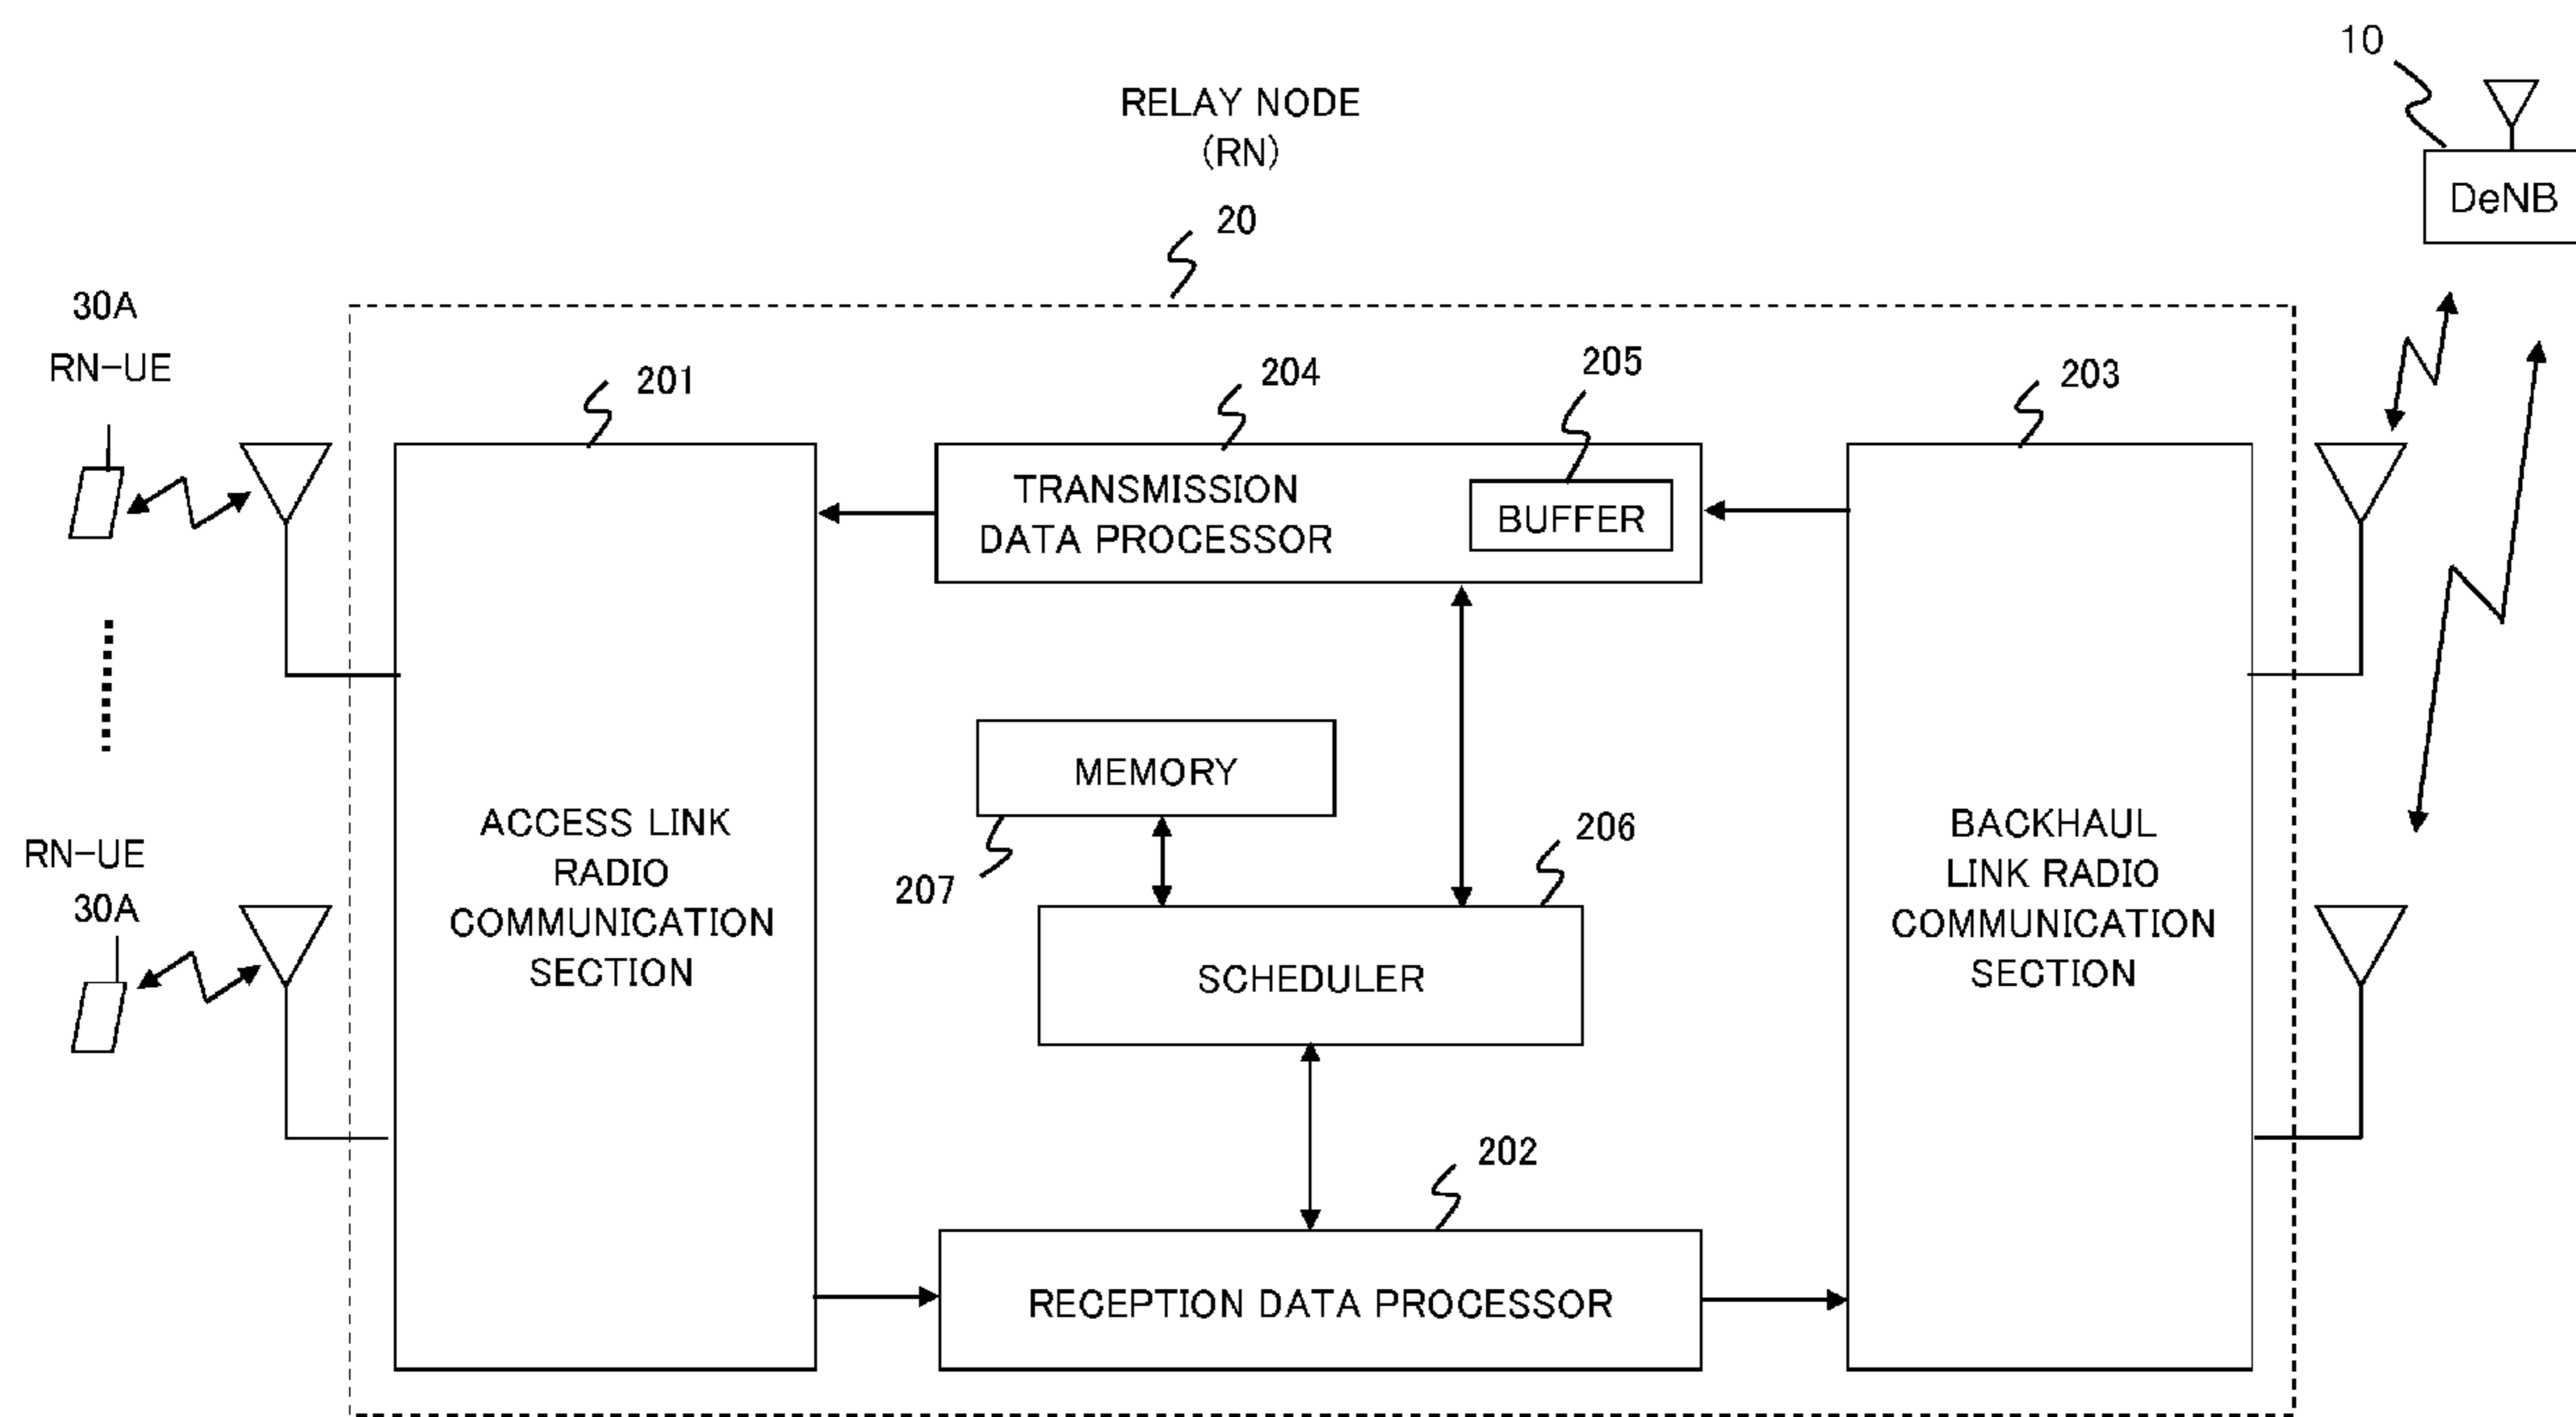 10
RELAY NODE
(RN)
20
DeNB
30A
RN-UE
201
204
205
203
TRANSMISSION
DATA PROCESSOR
BUFFER
MEMORY
207
206
ACCESS LINK
RADIO
COMMUNICATION
SECTION
BACKHAUL
LINK RADIO
COMMUNICATION
SECTION
RN-UE
30A
SCHEDULER
202
RECEPTION DATA PROCESSOR